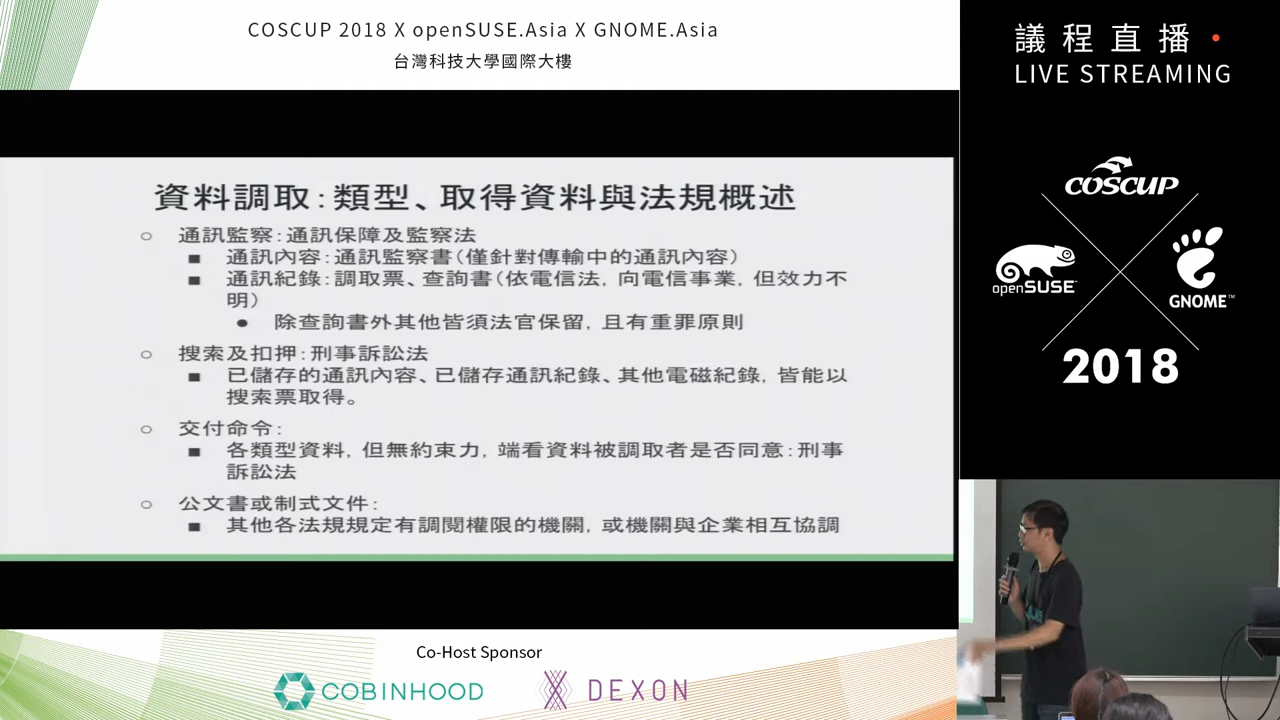 COSCUP 2018 X openSUSE.Asia X GNOME.Asia
台灣科技大學國際大樓
議程直播
LIVE STREAMING
COSCUP
openSUSE
GNOME™
2018
資料調取:類型、取得資料與法規概述
通訊監察:通訊保障及監察法
通訊內容:通訊監察書(僅針對傳輸中的通訊內容)
通訊紀錄:調取票、查詢書(依電信法, 向電信事業, 但效力不
明)
除查詢書外其他皆須法官保留, 且有重罪原則
搜索及扣押:刑事訴訟法
已儲存的通訊內容、已儲存通訊紀錄、其他電磁紀錄, 皆能以
搜索票取得。
交付命令:
各類型資料, 但無約束力, 端看資料被調取者是否同意:刑事
訴訟法
公文書或制式文件:
其他各法規規定有調閱權限的機關, 或機關與企業相互協調
Co-Host Sponsor
COBINHOOD
DEXON